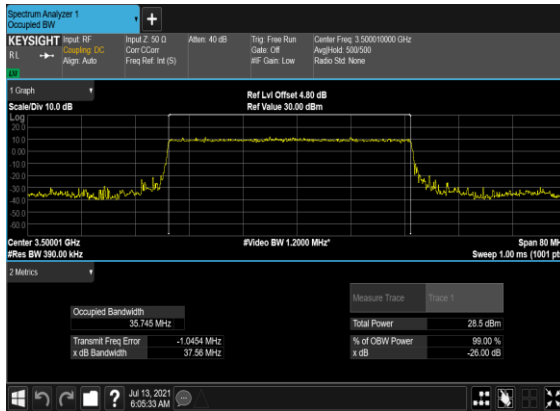 Spectrum Analyzer 1
Occupied BW
KEYSIGHT
RL
Input: RF
Coupling: DC
Align: Auto
Input Z: 50 Ω
Corr CCorr
Freq Ref: Int (S)
Atten: 40 dB
Trig: Free Run
Gate: Off
#IF Gain: Low
Center Freq: 3.500010000 GHz
Avg|Hold: 500/500
Radio Std: None
1 Graph
Scale/Div 10.0 dB
Ref Lvl Offset 4.80 dB
Ref Value 30.00 dBm
Log
20.0
10.0
0.00
-10.0
-20.0
-30.0
-40.0
-50.0
-60.0
Center 3.50001 GHz
#Res BW 390.00 kHz
#Video BW 1.2000 MHz*
Span 80 MH
Sweep 1.00 ms (1001 pt
2 Metrics
Measure Trace
Trace 1
Occupied Bandwidth
35.745 MHz
Total Power
28.5 dBm
Transmit Freq Error
-1.0454 MHz
% of OBW Power
99.00 %
x dB Bandwidth
37.56 MHz
x dB
-26.00 dB
Jul 13, 2021
6:05:33 AM